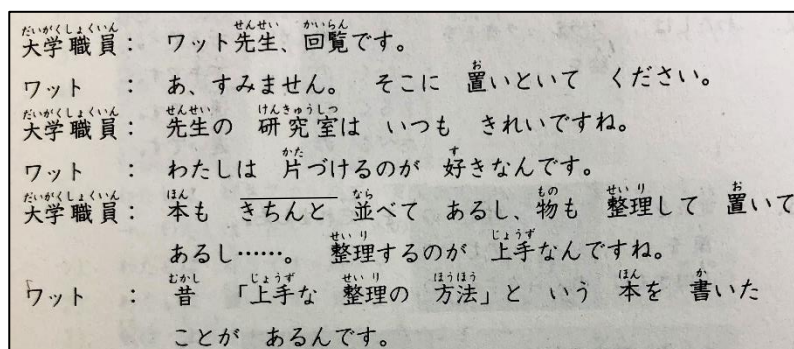 大学職員： ワット先生、回覧です。
ワット ： あ、すみません。 そこに 置いといて ください。
大学職員： 先生の 研究室は いつも きれいですね。
ワット ： わたしは 片づけるのが 好きなんです。
大学職員： 本も きちんと 並べて あるし、物も 整理して 置いて
あるし……。 整理するのが 上手なんですね。
ワット ： 昔 「上手な 整理の 方法」と いう 本を 書いた
ことが あるんです。